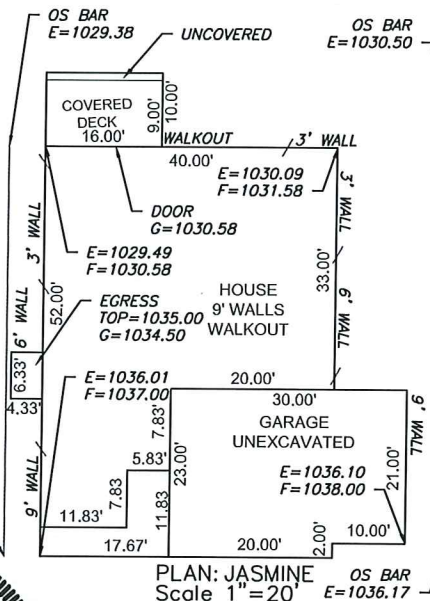 OS BAR
E=1029.38
UNCOVERED
OS BAR
E=1030.50
COVERED
DECK
16.00'
9.00'
10.00'
WALKOUT
3' WALL
40.00'
E=1030.09
F=1031.58
DOOR
G=1030.58
3' WALL
3' WALL
E=1029.49
F=1030.58
HOUSE
9' WALLS
WALKOUT
33.00'
52.00'
EGRESS
TOP=1035.00
G=1034.50
6' WALL
6' WALL
6.33'
4.33'
E=1036.01
F=1037.00
20.00'
30.00'
7.83'
GARAGE
UNEXCAVATED
9' WALL
5.83'
23.00'
E=1036.10
F=1038.00
21.00'
9' WALL
7.83
11.83'
11.83
10.00'
17.67'
20.00'
2.00'
PLAN: JASMINE
Scale 1"=20'
OS BAR
E=1036.17